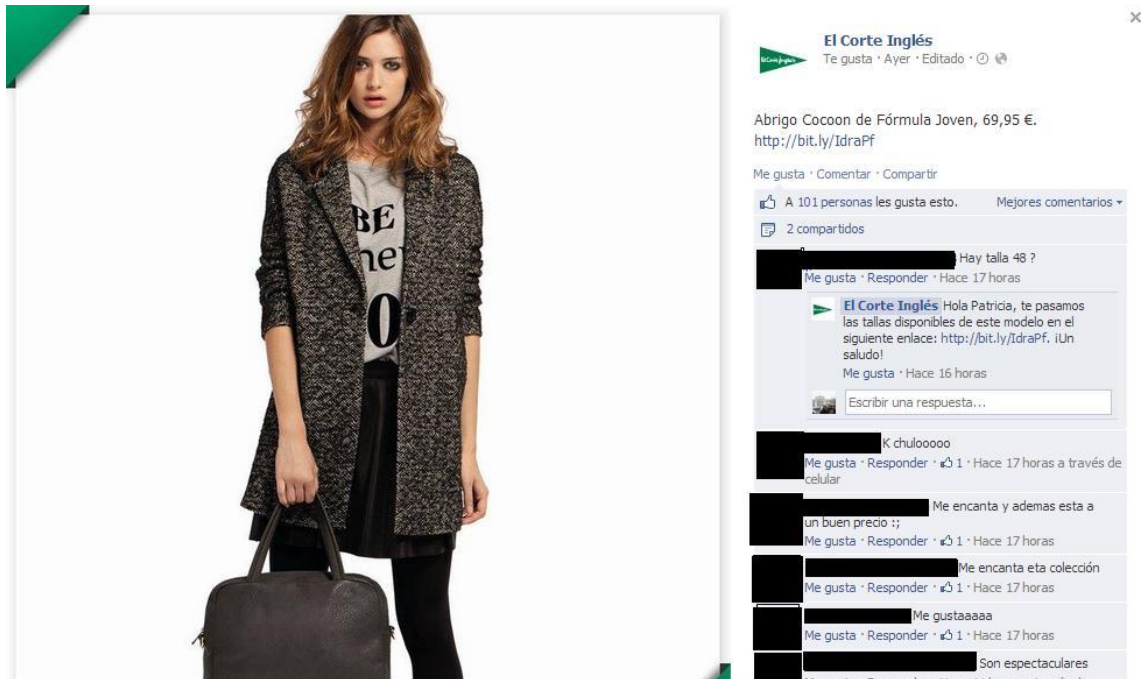 BE
ner
O
×
El Corte Inglés
El Corte Inglés
Te gusta · Ayer · Editado ·
Abrigo Cocoon de Fórmula Joven, 69,95 €.
http://bit.ly/IdraPf
Me gusta · Comentar · Compartir
A 101 personas les gusta esto. Mejores comentarios
2 compartidos
Hay talla 48 ?
Me gusta · Responder · Hace 17 horas
El Corte Inglés Hola Patricia, te pasamos
las tallas disponibles de este modelo en el
siguiente enlace: http://bit.ly/IdraPf. ¡Un
saludo!
Me gusta · Hace 16 horas
Escribir una respuesta...
K chulooooo
Me gusta · Responder · 1 · Hace 17 horas a través de
celular
Me encanta y ademas esta a
un buen precio :;
Me gusta · Responder · 1 · Hace 17 horas
Me encanta eta colección
Me gusta · Responder · 1 · Hace 17 horas
Me gustaaaaa
Me gusta · Responder · 1 · Hace 17 horas
Son espectaculares